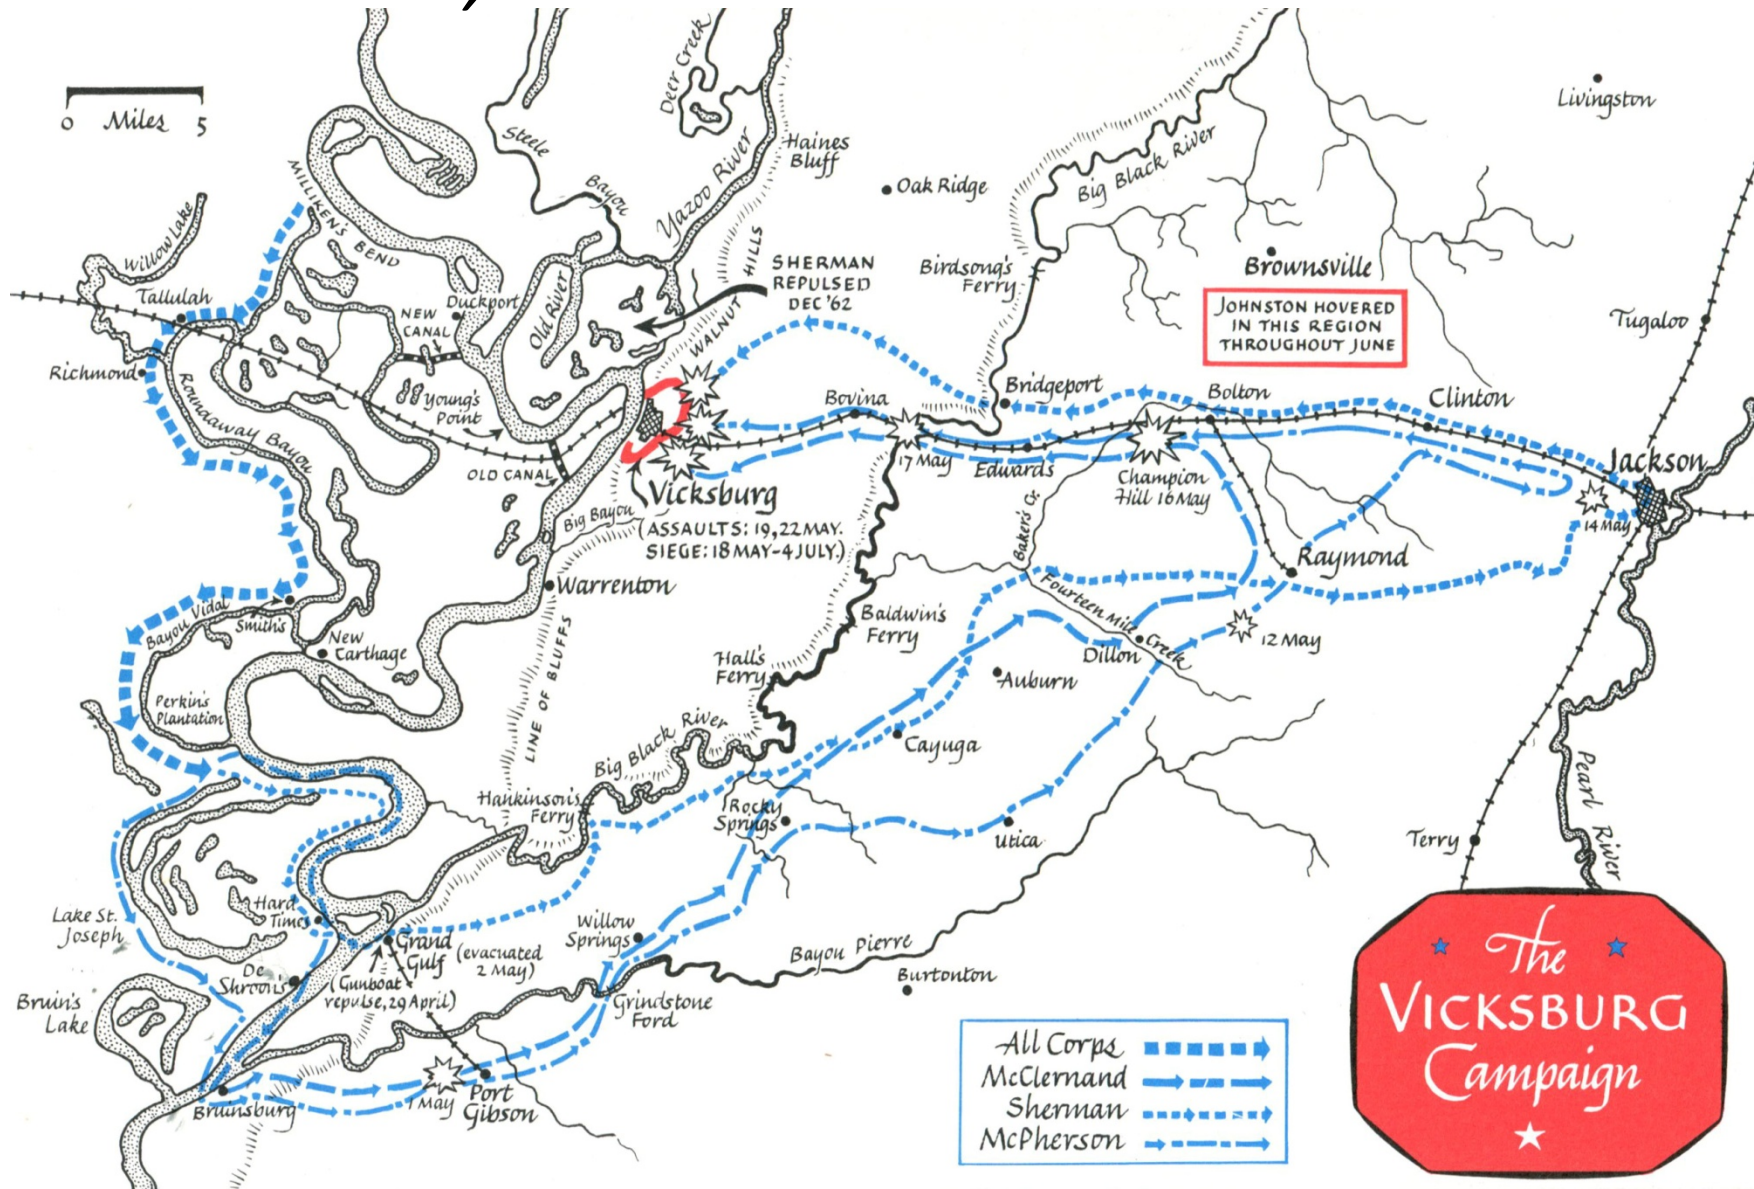 0 Miles 5
Deer Creek
Steele
Bayou
Yazoo River
Haines
Bluff
Oak Ridge
Big Black River
Livingston
MILLIKEN'S BEND
Willow Lake
Tallulah
Duckport
NEW
CANAL
Old River
WALNUT HILLS
SHERMAN
REPULSED
DEC '62
Birdsong's
Ferry
Brownsville
JOHNSTON HOVERED
IN THIS REGION
THROUGHOUT JUNE
Tugaloo
Richmond
Roundaway Bayou
Young's
Point
Bovina
Bridgeport
Bolton
Clinton
OLD CANAL
17 May
Edwards
Champion
Hill 16 May
Jackson
14 May
Vicksburg
(ASSAULTS: 19,22 MAY.
SIEGE: 18 MAY-4 JULY.)
Big Bayou
Baker's Cr.
Raymond
Warrenton
Bayou Vidal
Smith's
New
Carthage
LINE OF BLUFFS
Baldwin's
Ferry
Fourteen Mile Creek
Dillon
12 May
Hall's
Ferry
Auburn
Perkin's
Plantation
Big Black River
Cayuga
Pearl River
Hankinson's
Ferry
Rocky
Springs
Utica
Terry
Lake St.
Joseph
Hard
Times
Grand
Gulf
(evacuated
2 May)
Willow
Springs
De
Shroon's
(Gunboat
repulse, 29 April)
Bayou Pierre
Burtonton
Bruin's
Lake
Grindstone
Ford
Bruinsburg
1 May
Port
Gibson
All Corps
McClernand
Sherman
McPherson
The
VICKSBURG
Campaign